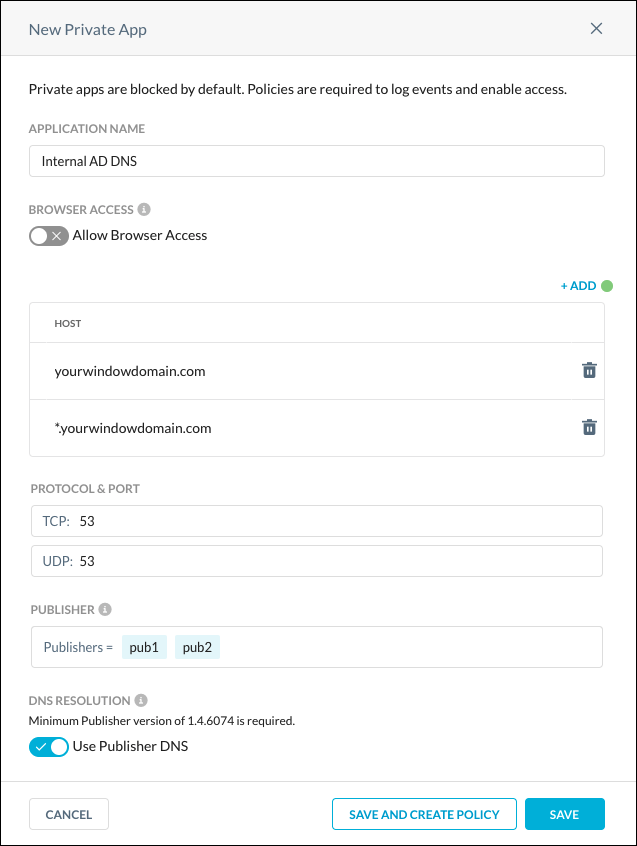 New Private App
Private apps are blocked by default. Policies are required to log events and enable access.
APPLICATION NAME
Internal AD DNS
BROWSER ACCESS
Allow Browser Access
+ ADD
HOST
yourwindowdomain.com
*.yourwindowdomain.com
PROTOCOL & PORT
TCP: 53
UDP: 53
PUBLISHER
Publishers = pub1 pub2
DNS RESOLUTION
Minimum Publisher version of 1.4.6074 is required.
Use Publisher DNS
CANCEL SAVE AND CREATE POLICY SAVE